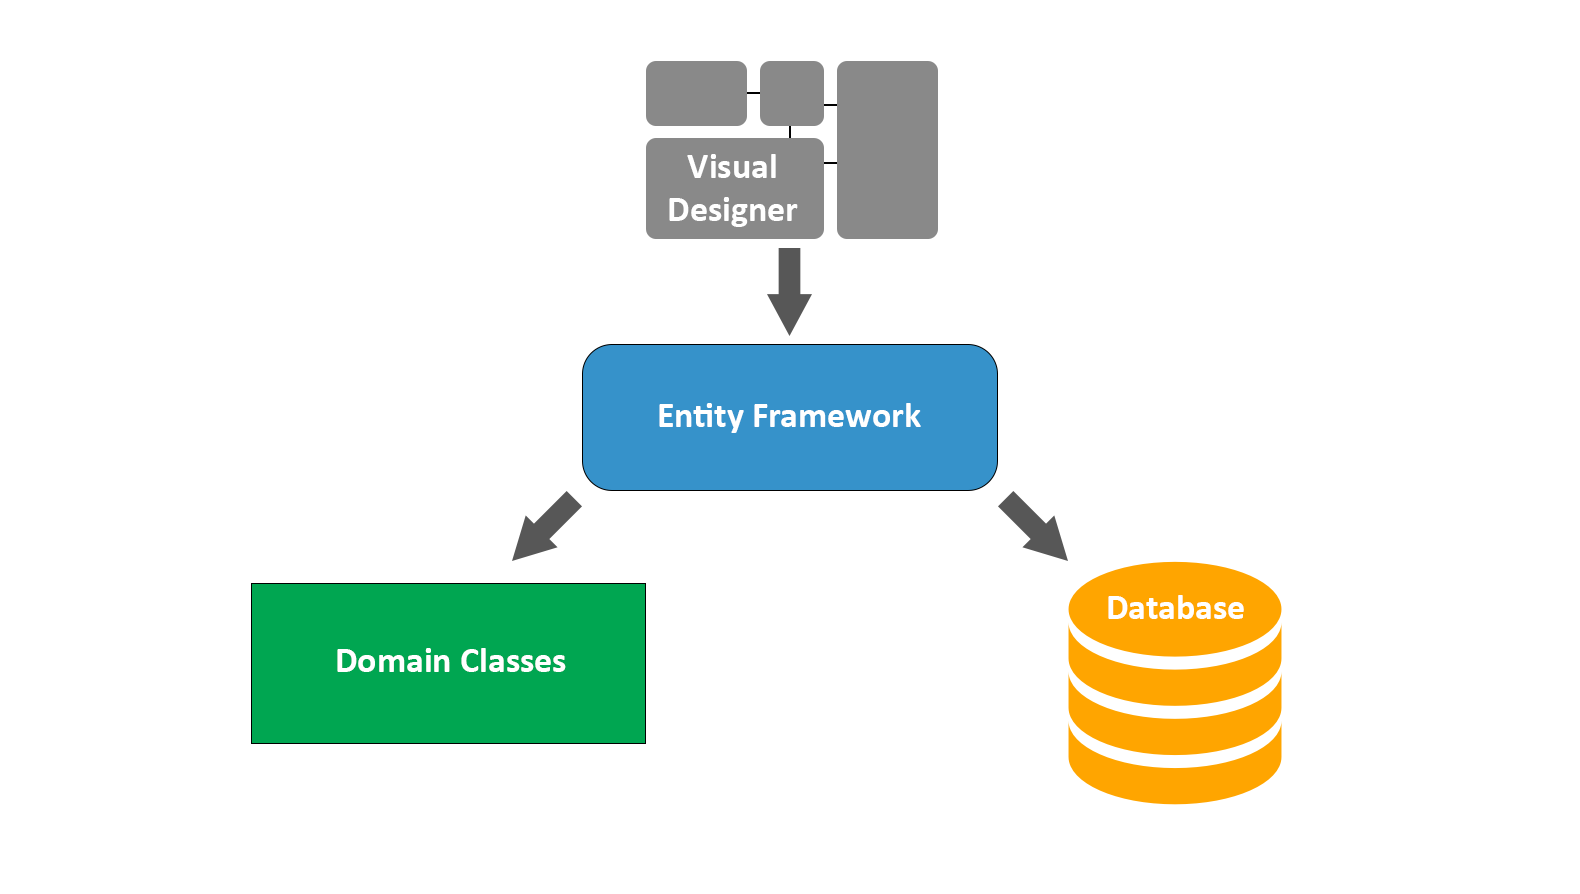 Visual
Designer
Entity Framework
Domain Classes
Database